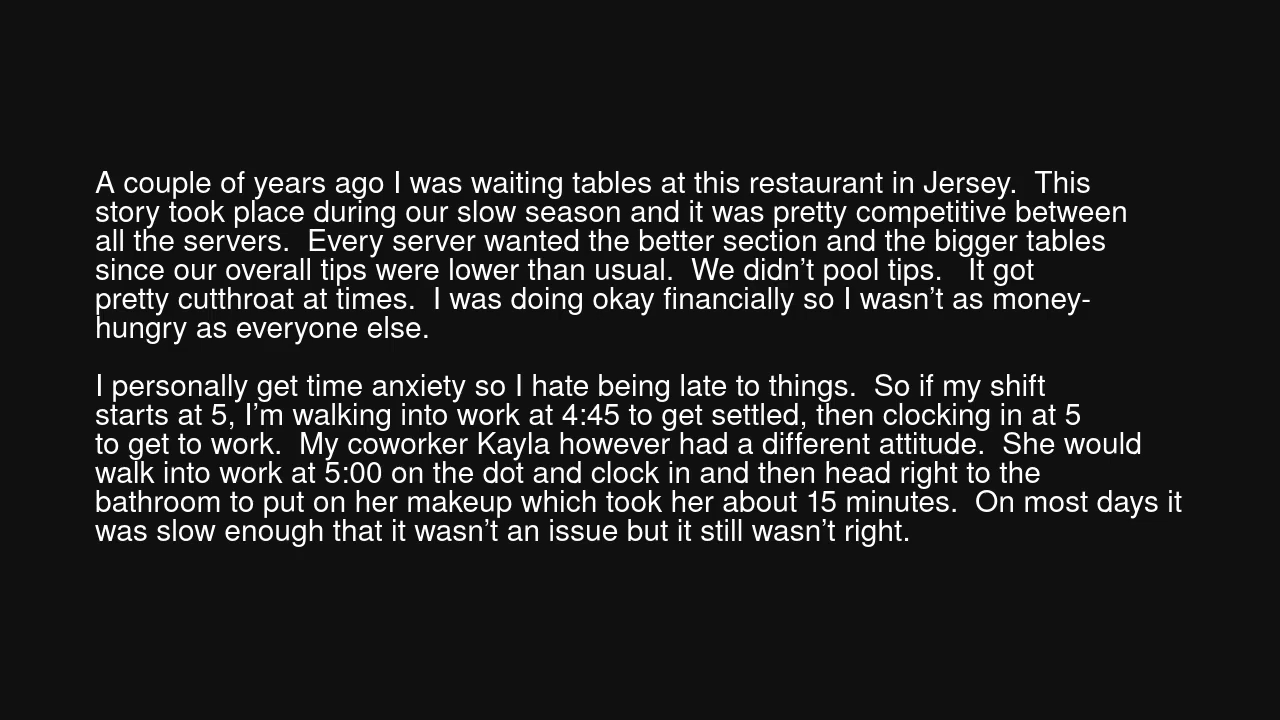 A couple of years ago I was waiting tables at this restaurant in Jersey.  This
story took place during our slow season and it was pretty competitive between
all the servers.  Every server wanted the better section and the bigger tables
since our overall tips were lower than usual.  We didn’t pool tips.   It got
pretty cutthroat at times.  I was doing okay financially so I wasn’t as money-
hungry as everyone else.

I personally get time anxiety so I hate being late to things.  So if my shift
starts at 5, I’m walking into work at 4:45 to get settled, then clocking in at 5
to get to work.  My coworker Kayla however had a different attitude.  She would
walk into work at 5:00 on the dot and clock in and then head right to the
bathroom to put on her makeup which took her about 15 minutes.  On most days it
was slow enough that it wasn’t an issue but it still wasn’t right.